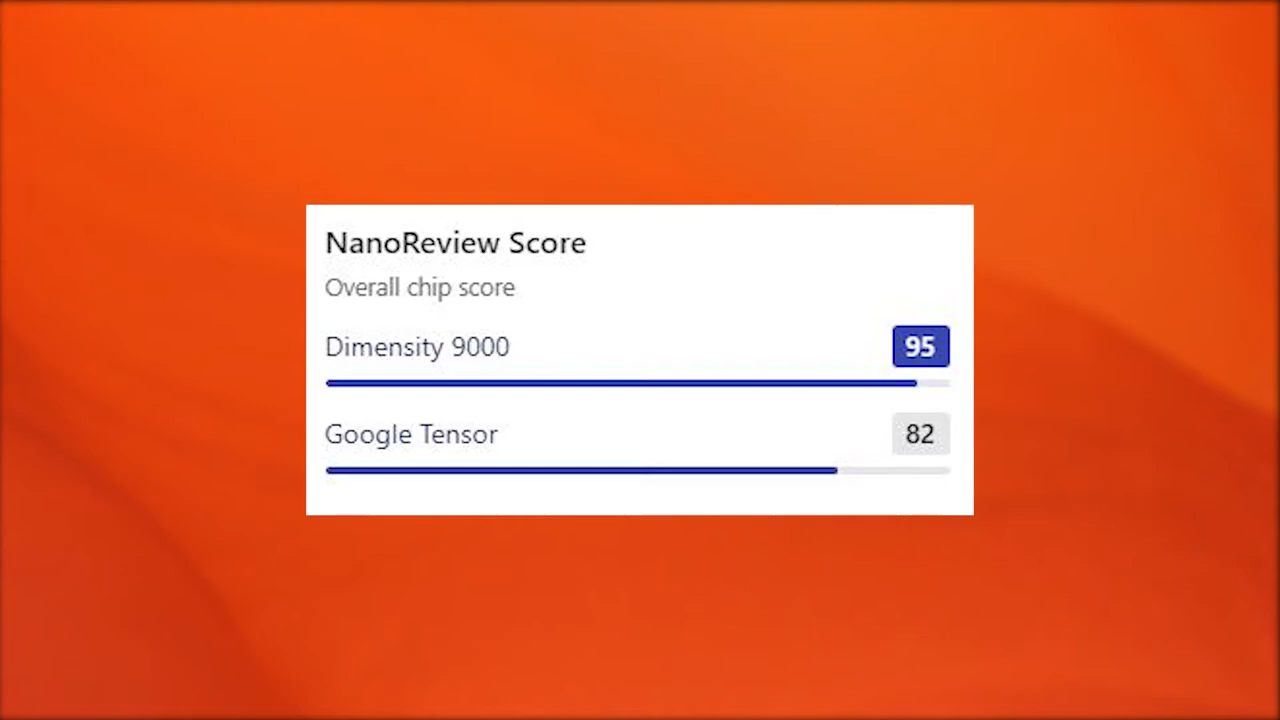 NanoReview Score
Overall chip score
Dimensity 9000 95
Google Tensor 82